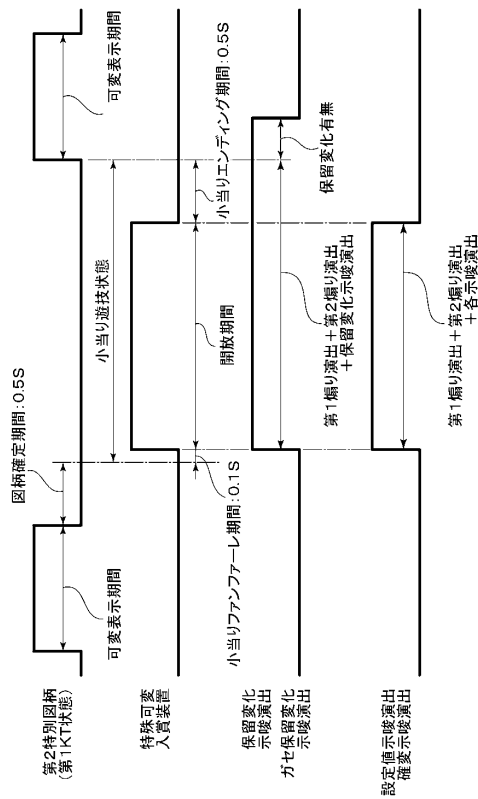 第2特別図柄
(第1KT状態)
可変表示期間
図柄確定期間:0.5S
小当り遊技状態
可変表示期間
特殊可変
入賞装置
小当りファンファーレ期間:0.1S
開放期間
小当りエンディング期間:0.5S
保留変化
示唆演出
ガセ保留変化
示唆演出
第1煽り演出+第2煽り演出
+保留変化示唆演出
保留変化有無
設定値示唆演出
確変示唆演出
第1煽り演出+第2煽り演出
+各示唆演出